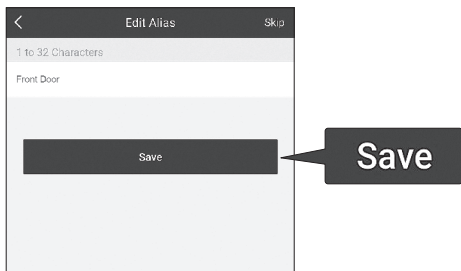 Edit Alias Skip
1 to 32 Characters
Front Door
Save
Save